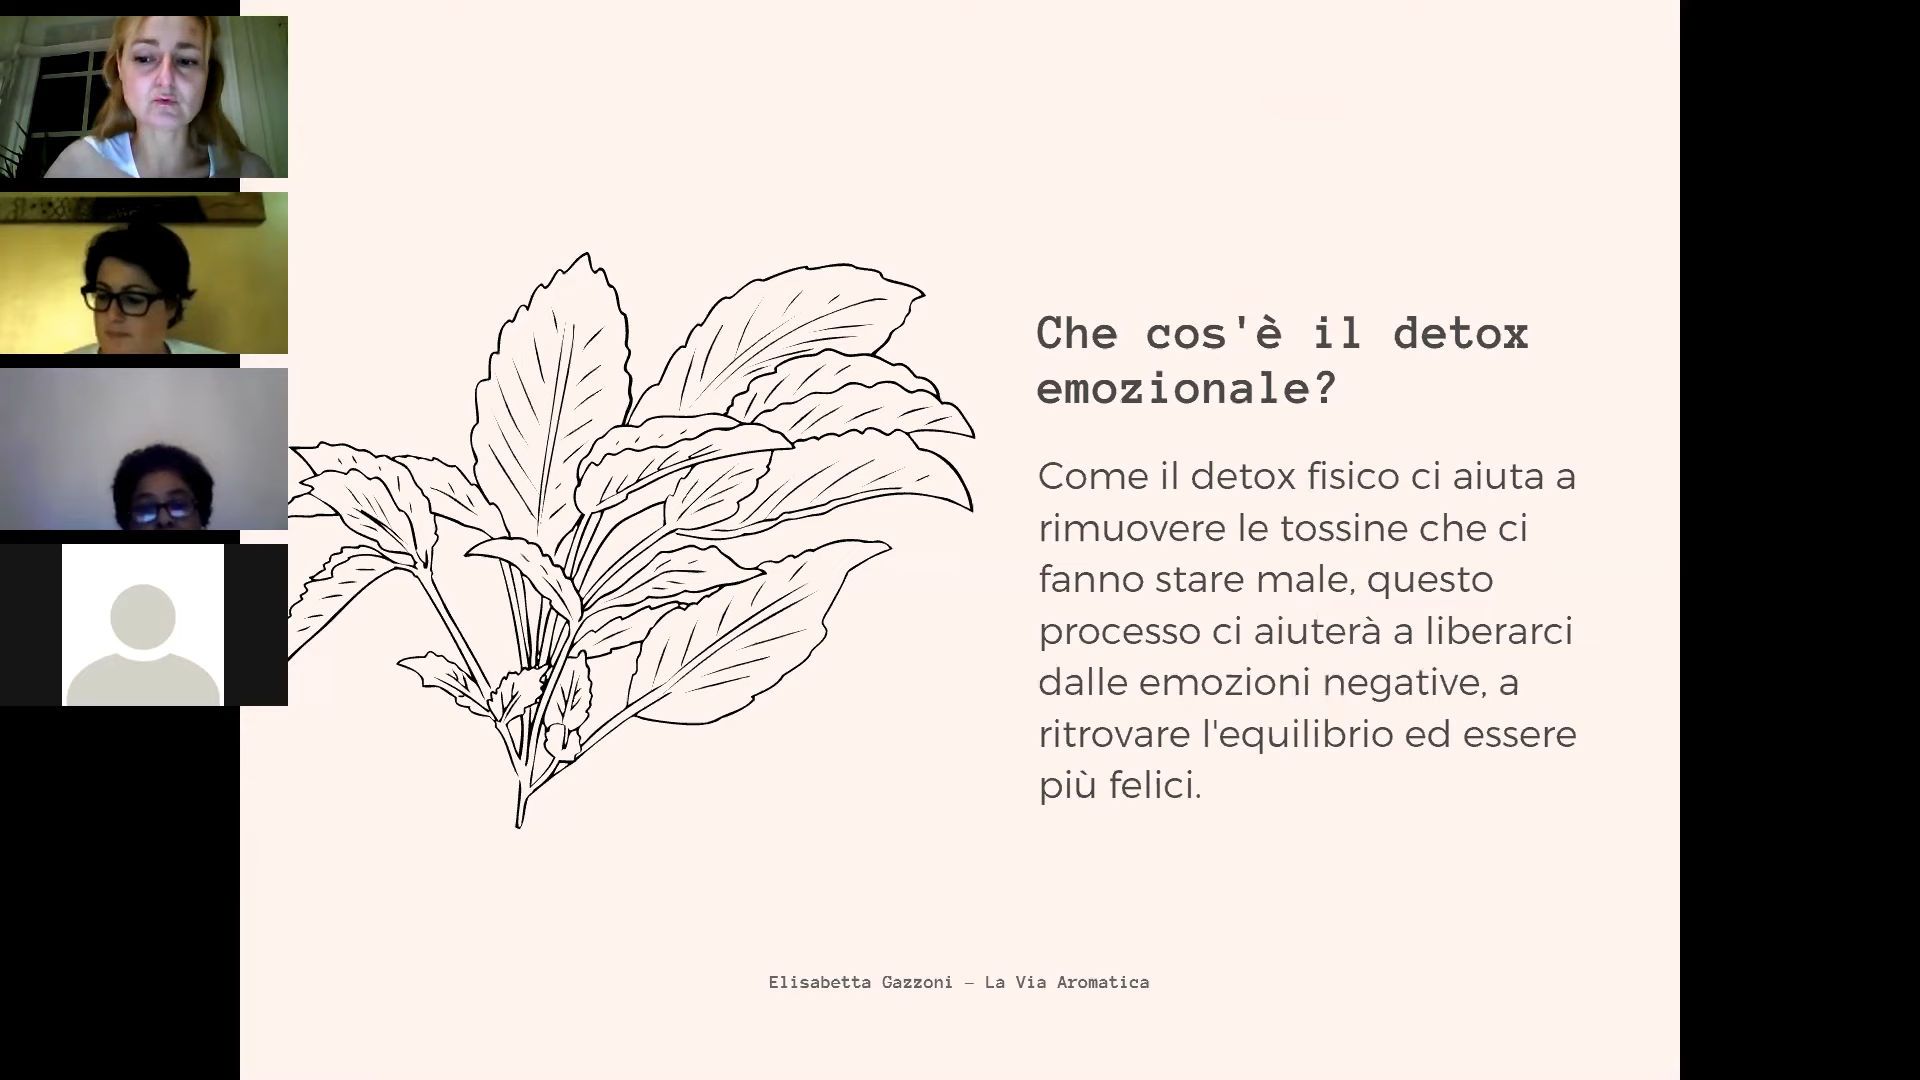 Che cos'è il detox
emozionale?
Come il detox fisico ci aiuta a
rimuovere le tossine che ci
fanno stare male, questo
processo ci aiuterà a liberarci
dalle emozioni negative, a
ritrovare l'equilibrio ed essere
più felici.
Elisabetta Gazzoni – La Via Aromatica